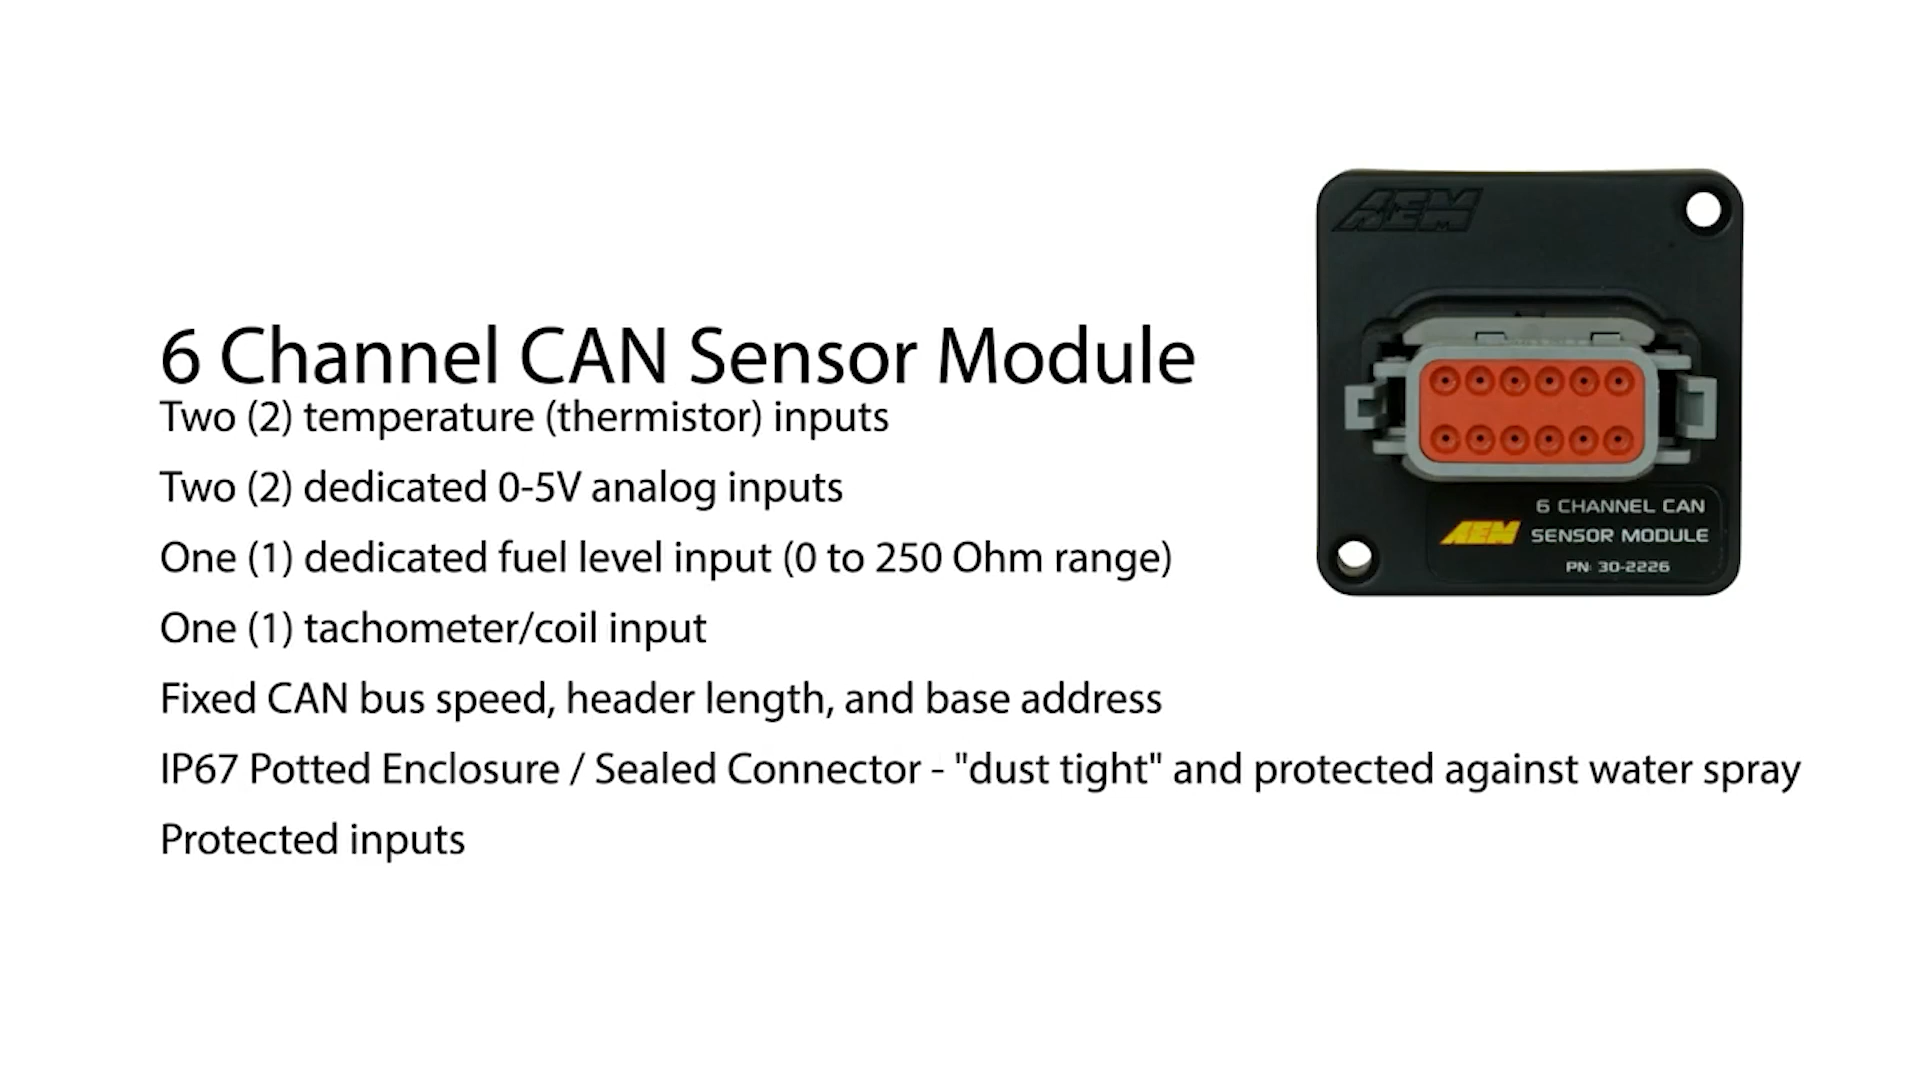 6 Channel CAN Sensor Module
Two (2) temperature (thermistor) inputs
Two (2) dedicated 0-5V analog inputs
One (1) dedicated fuel level input (0 to 250 Ohm range)
One (1) tachometer/coil input
Fixed CAN bus speed, header length, and base address
IP67 Potted Enclosure / Sealed Connector - "dust tight" and protected against water spray
Protected inputs
AEM
6 CHANNEL CAN
AEM SENSOR MODULE
PN: 30-2226